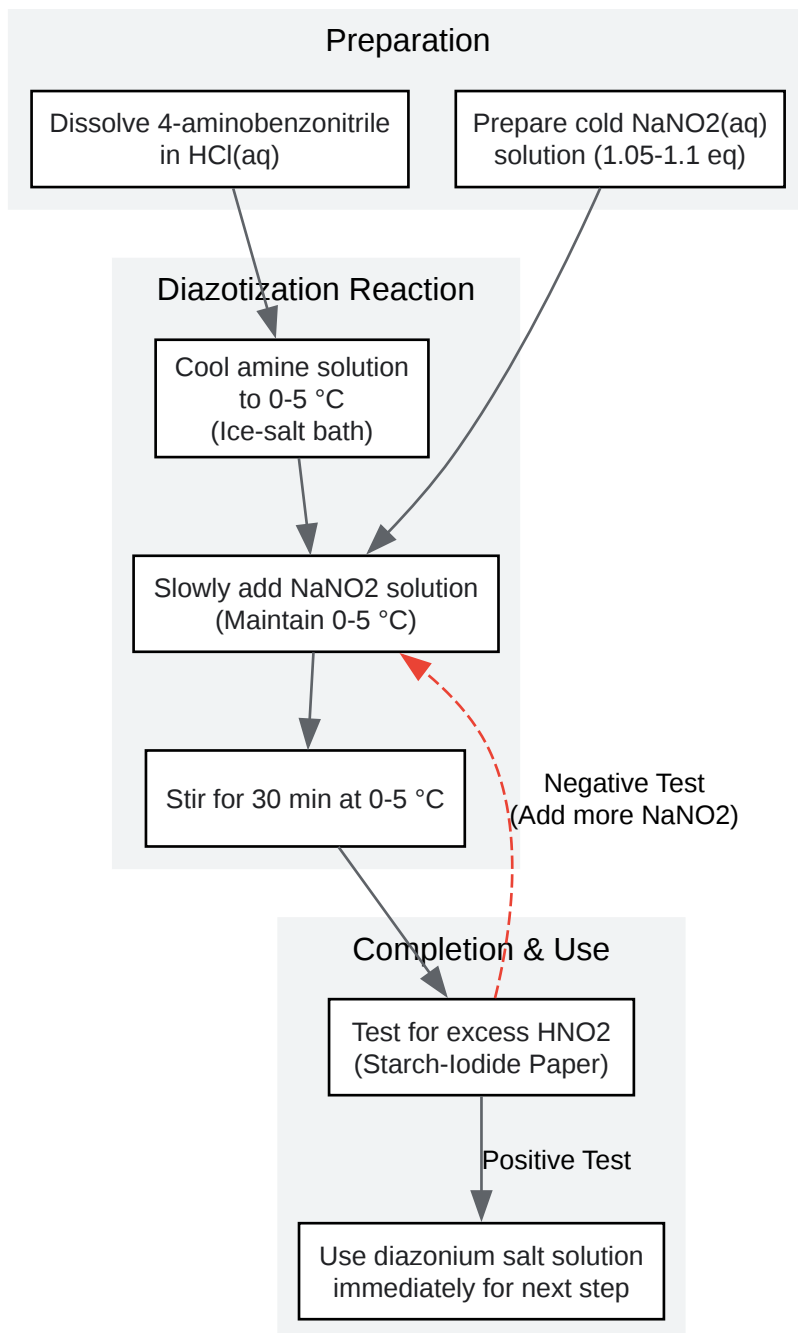 Preparation
Dissolve 4-aminobenzonitrile
in HCl(aq)
Prepare cold NaNO2(aq)
solution (1.05-1.1 eq)
Diazotization Reaction
Cool amine solution
to 0-5 °C
(Ice-salt bath)
Slowly add NaNO2 solution
(Maintain 0-5 °C)
Stir for 30 min at 0-5 °C
Negative Test
(Add more NaNO2)
Completion & Use
Test for excess HNO2
(Starch-Iodide Paper)
Positive Test
Use diazonium salt solution
immediately for next step